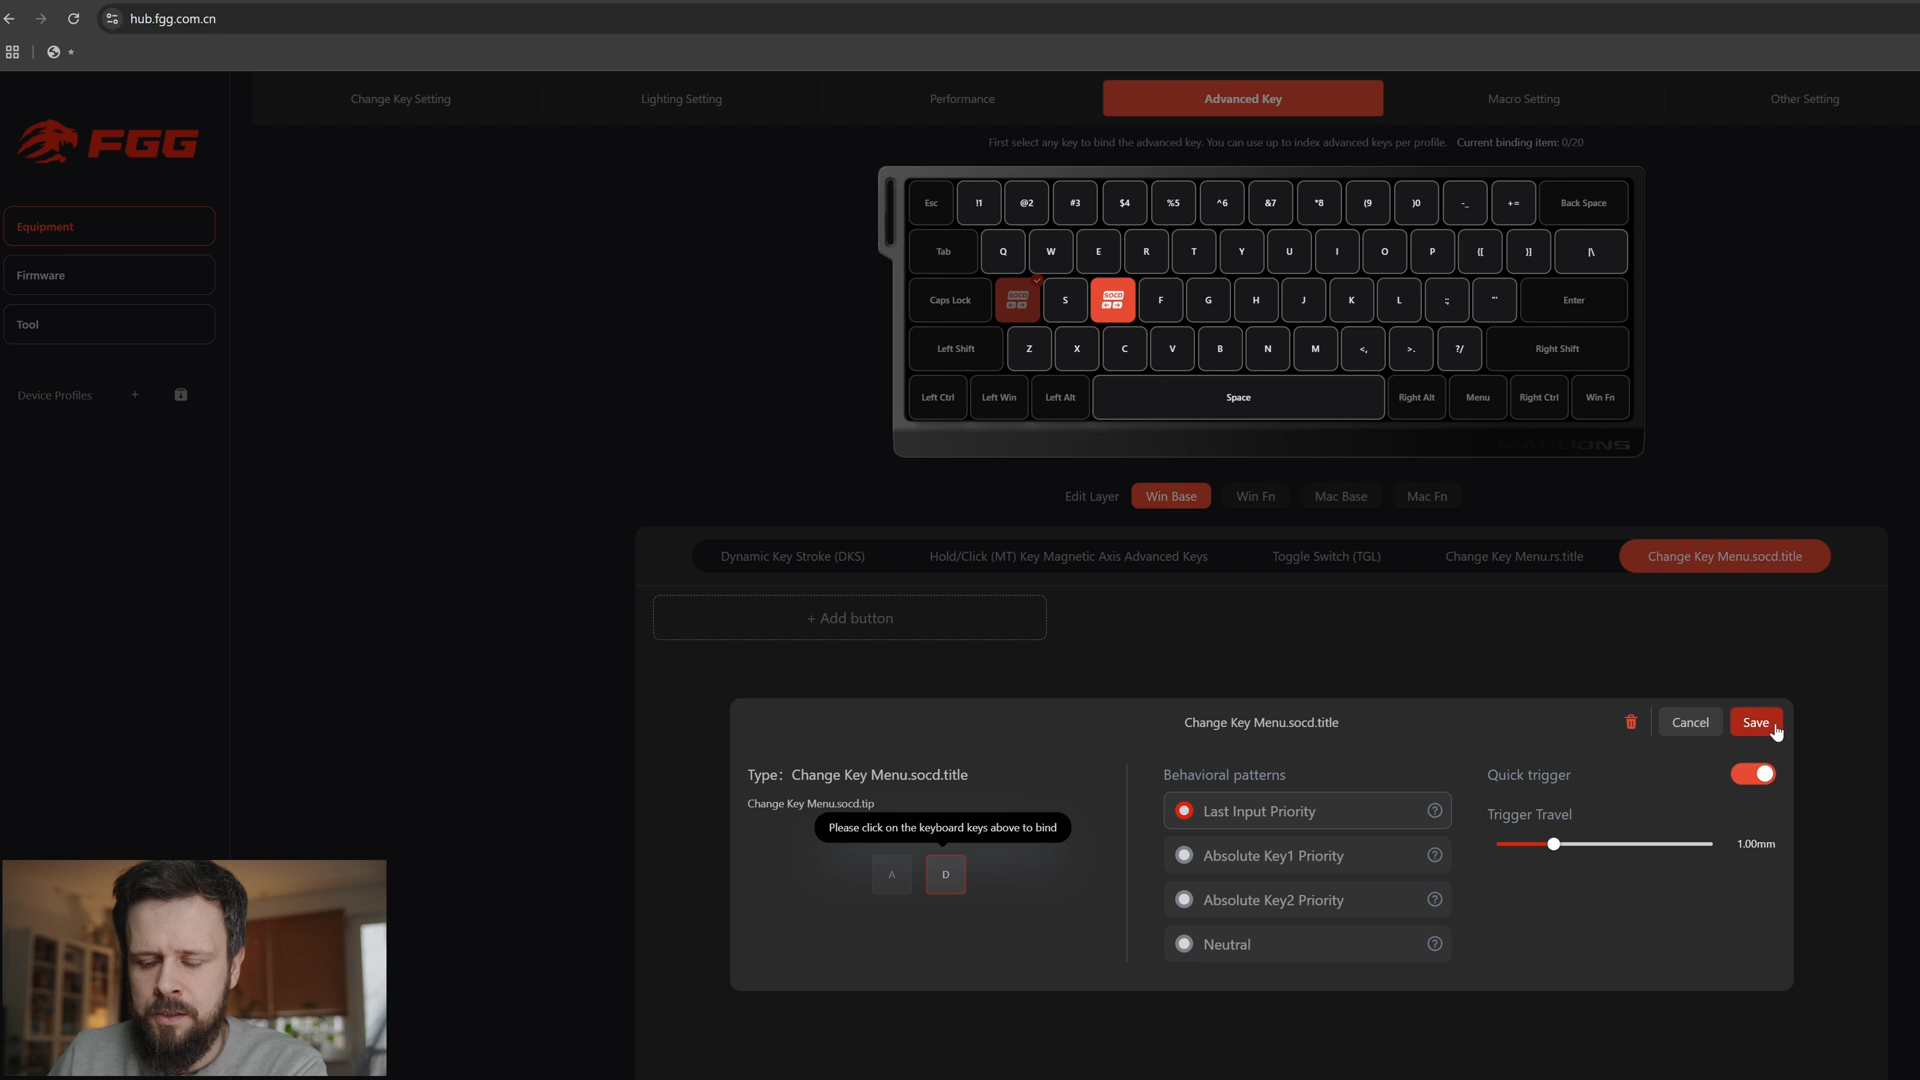 hub.fgg.com.cn
Change Key Setting
Lighting Setting
Performance
Advanced Key
Macro Setting
Other Setting
FGG
First select any key to bind the advanced key. You can use up to index advanced keys per profile. Current binding item: 0/20
Equipment
Firmware
Tool
Device Profiles +
Esc !1 @2 #3 $4 %5 ^6 &7 *8 (9 )0 -_ += Back Space
Tab Q W E R T Y U I O P {[ }] |\
Caps Lock SOCD S SOCD F G H J K L :; "' Enter
Left Shift Z X C V B N M <, >. ?/ Right Shift
Left Ctrl Left Win Left Alt Space Right Alt Menu Right Ctrl Win Fn
MADLIONS
Edit Layer Win Base Win Fn Mac Base Mac Fn
Dynamic Key Stroke (DKS)
Hold/Click (MT) Key Magnetic Axis Advanced Keys
Toggle Switch (TGL)
Change Key Menu.rs.title
Change Key Menu.socd.title
+ Add button
Change Key Menu.socd.title
Cancel
Save
Type: Change Key Menu.socd.title
Change Key Menu.socd.tip
Please click on the keyboard keys above to bind
A D
Behavioral patterns
Last Input Priority ?
Absolute Key1 Priority ?
Absolute Key2 Priority ?
Neutral ?
Quick trigger
Trigger Travel
1.00mm